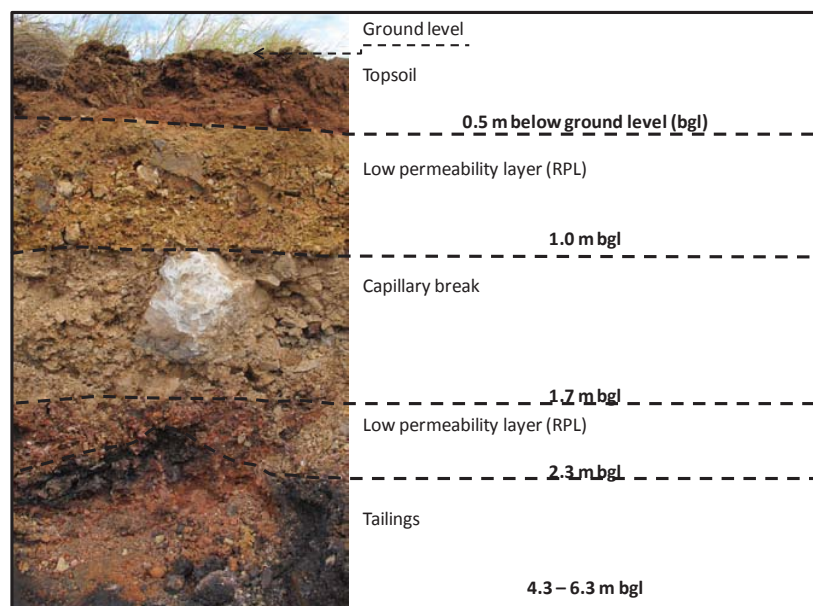 Ground level
Topsoil
0.5 m below ground level (bgl)
Low permeability layer (RPL)
1.0 m bgl
Capillary break
1.7 m bgl
Low permeability layer (RPL)
2.3 m bgl
Tailings
4.3 – 6.3 m bgl